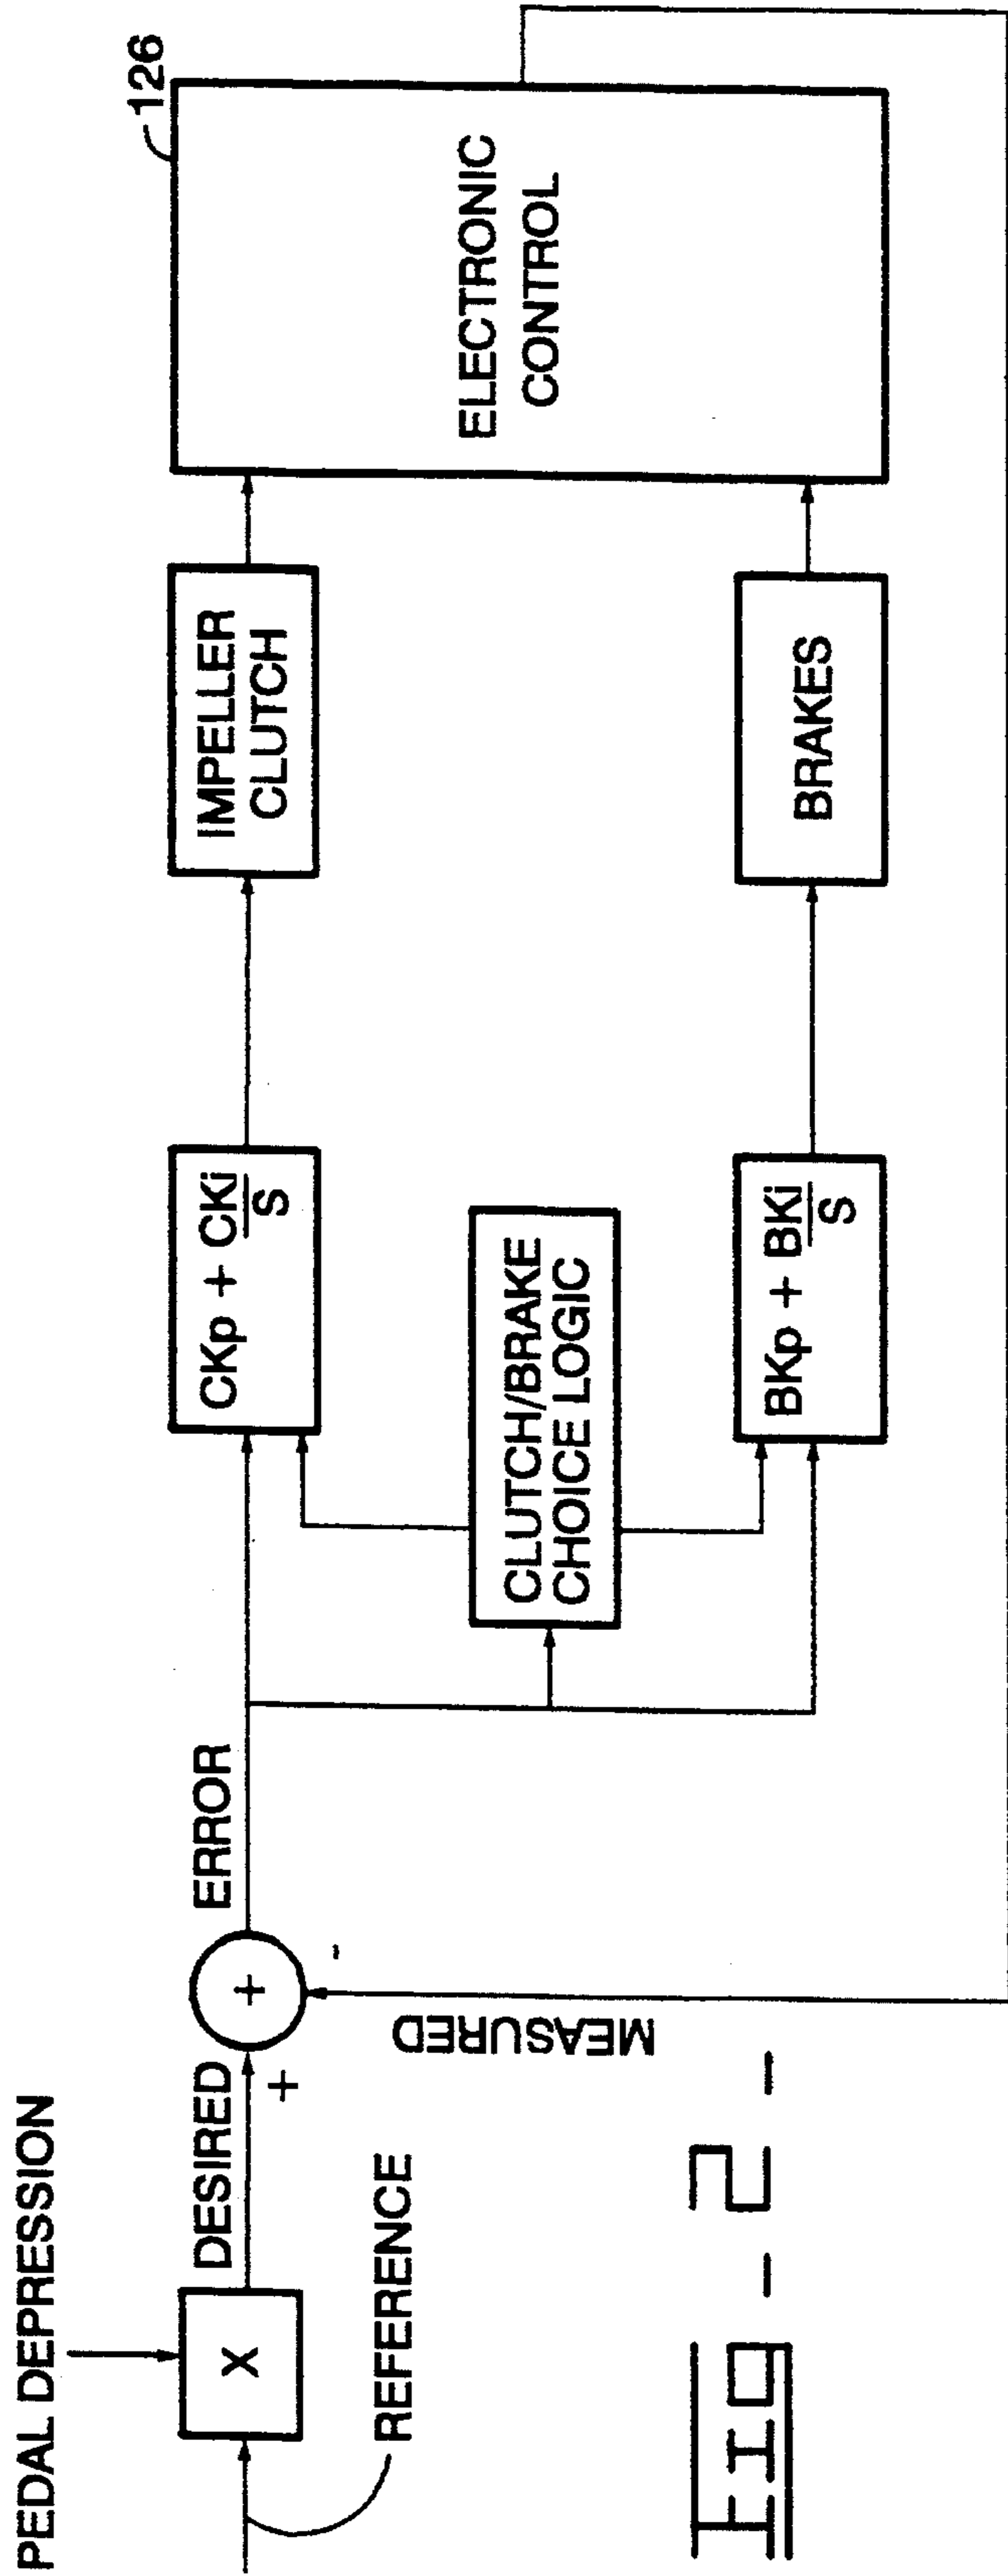 PEDAL DEPRESSION
X
REFERENCE
DESIRED
+
+
-
MEASURED
ERROR
CKp + CKi
S
CLUTCH/BRAKE
CHOICE LOGIC
BKp + BKi
S
IMPELLER
CLUTCH
BRAKES
ELECTRONIC
CONTROL
126
FIG - 2 -